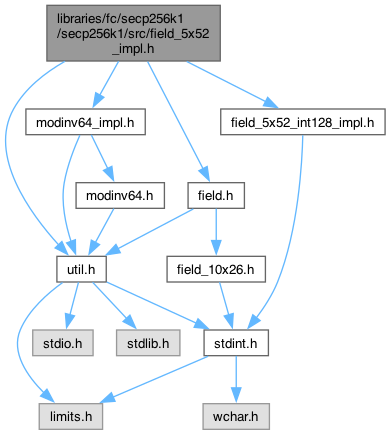 libraries/fc/secp256k1
/secp256k1/src/field_5x52
_impl.h
modinv64_impl.h
field_5x52_int128_impl.h
modinv64.h
field.h
util.h
field_10x26.h
stdio.h
stdlib.h
stdint.h
limits.h
wchar.h